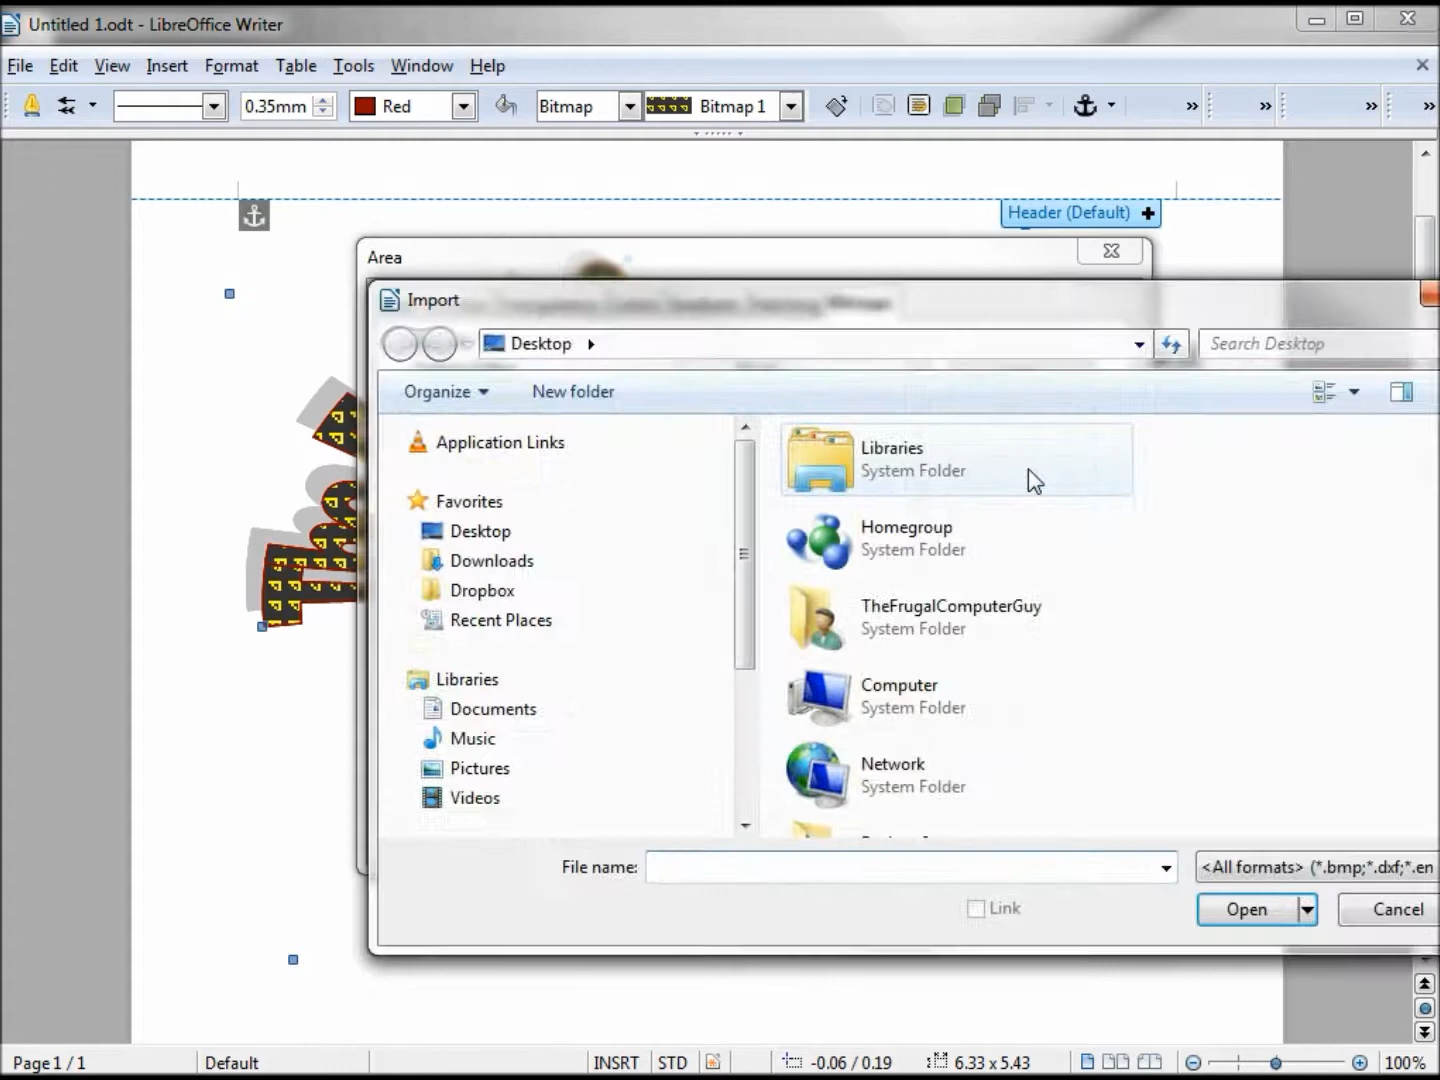 Untitled 1.odt - LibreOffice Writer
File Edit View Insert Format Table Tools Window Help
0.35mm Red Bitmap Bitmap 1
Header (Default)
Area
Import
Desktop
Search Desktop
Organize New folder
Application Links
Favorites
Desktop
Downloads
Dropbox
Recent Places
Libraries
Documents
Music
Pictures
Videos
Libraries
System Folder
Homegroup
System Folder
TheFrugalComputerGuy
System Folder
Computer
System Folder
Network
System Folder
File name:
<All formats> (*.bmp;*.dxf;*.en
Link
Open Cancel
Page 1 / 1 Default INSRT STD -0.06 / 0.19 6.33 x 5.43 100%